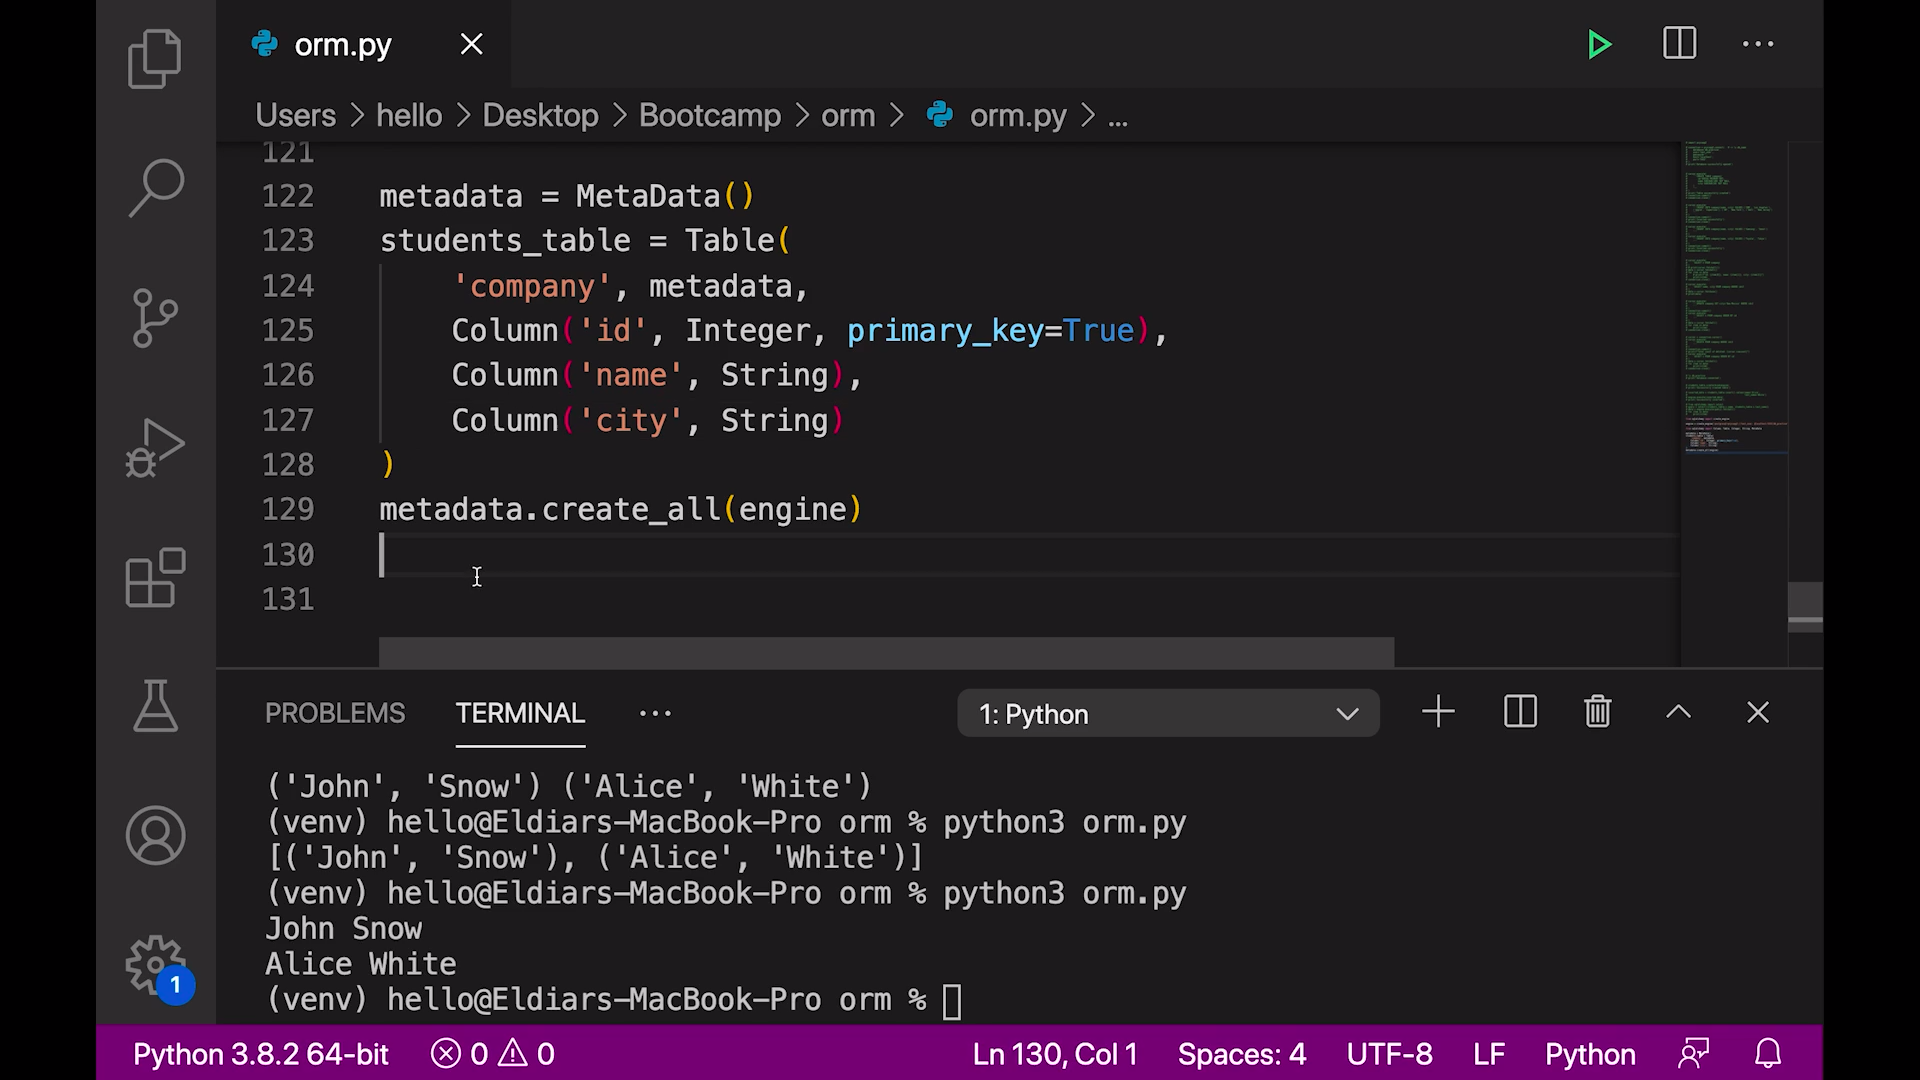 orm.py
Users > hello > Desktop > Bootcamp > orm > orm.py > ...
121
122 metadata = MetaData()
123 students_table = Table(
124 'company', metadata,
125 Column('id', Integer, primary_key=True),
126 Column('name', String),
127 Column('city', String)
128 )
129 metadata.create_all(engine)
130
131
PROBLEMS TERMINAL ... 1: Python
('John', 'Snow') ('Alice', 'White')
(venv) hello@Eldiars-MacBook-Pro orm % python3 orm.py
[('John', 'Snow'), ('Alice', 'White')]
(venv) hello@Eldiars-MacBook-Pro orm % python3 orm.py
John Snow
Alice White
(venv) hello@Eldiars-MacBook-Pro orm %
1
Python 3.8.2 64-bit 0 0 Ln 130, Col 1 Spaces: 4 UTF-8 LF Python